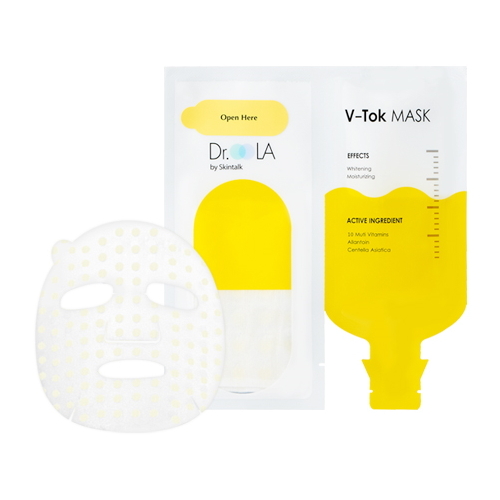 Open Here
Dr. LA
by Skintalk
V-Tok MASK
EFFECTS
Whitening
Moisturizing
ACTIVE INGREDIENT
10 Multi Vitamins
Allantoin
Centella Asiatica